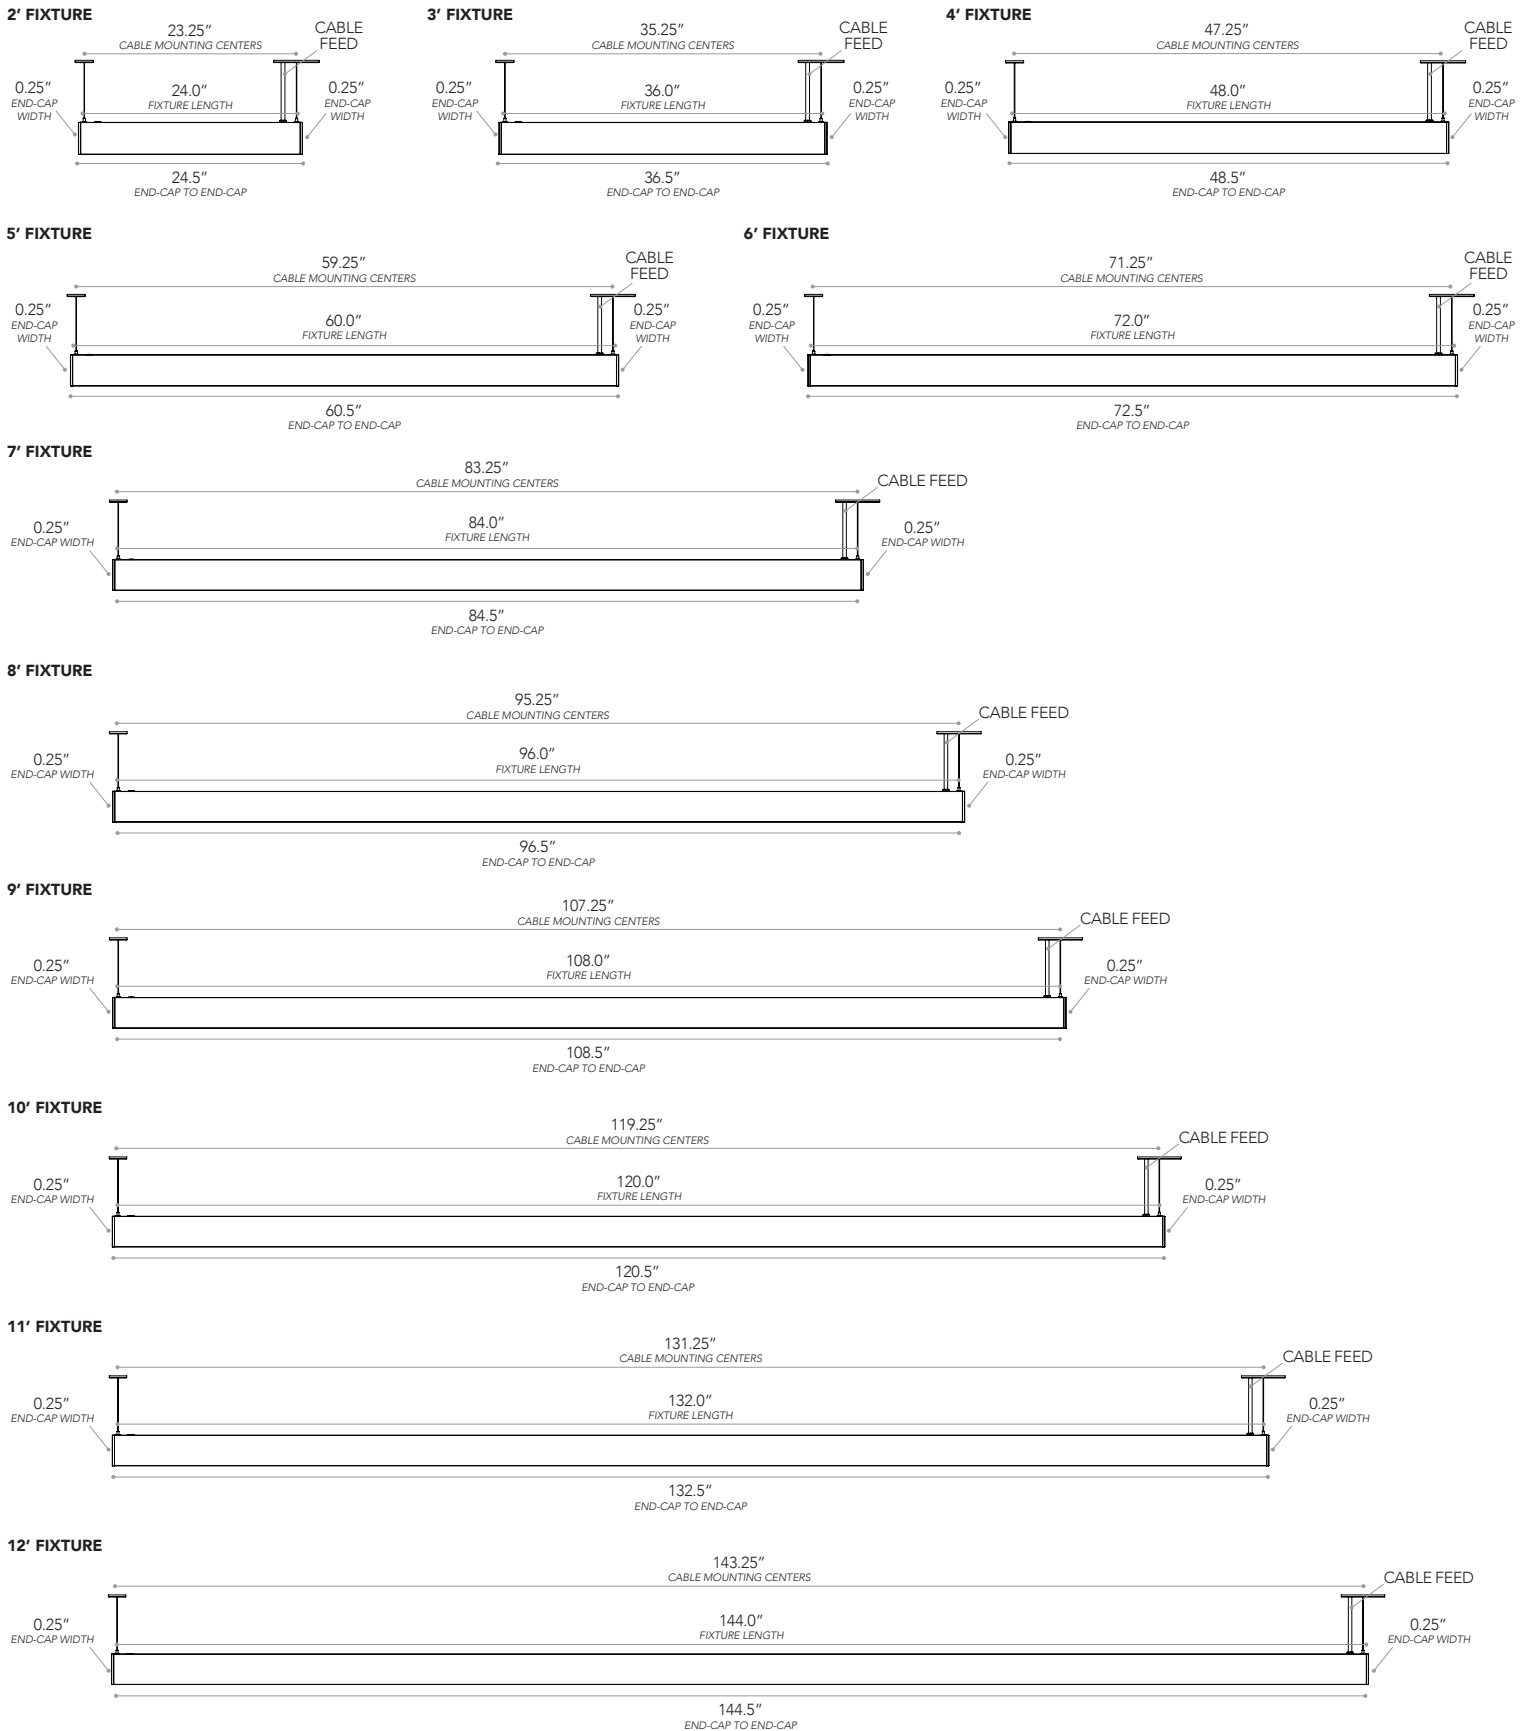 2′ FIXTURE
23.25″
CABLE MOUNTING CENTERS
CABLE
FEED
0.25″
END-CAP
WIDTH
24.0″
FIXTURE LENGTH
0.25″
END-CAP
WIDTH
24.5″
END-CAP TO END-CAP
3′ FIXTURE
35.25″
CABLE MOUNTING CENTERS
CABLE
FEED
0.25″
END-CAP
WIDTH
36.0″
FIXTURE LENGTH
0.25″
END-CAP
WIDTH
36.5″
END-CAP TO END-CAP
4′ FIXTURE
47.25″
CABLE MOUNTING CENTERS
CABLE
FEED
0.25″
END-CAP
WIDTH
48.0″
FIXTURE LENGTH
0.25″
END-CAP
WIDTH
48.5″
END-CAP TO END-CAP
5′ FIXTURE
59.25″
CABLE MOUNTING CENTERS
CABLE
FEED
0.25″
END-CAP
WIDTH
60.0″
FIXTURE LENGTH
0.25″
END-CAP
WIDTH
60.5″
END-CAP TO END-CAP
6′ FIXTURE
71.25″
CABLE MOUNTING CENTERS
CABLE
FEED
0.25″
END-CAP
WIDTH
72.0″
FIXTURE LENGTH
0.25″
END-CAP
WIDTH
72.5″
END-CAP TO END-CAP
7′ FIXTURE
83.25″
CABLE MOUNTING CENTERS
CABLE FEED
0.25″
END-CAP WIDTH
84.0″
FIXTURE LENGTH
0.25″
END-CAP WIDTH
84.5″
END-CAP TO END-CAP
8′ FIXTURE
95.25″
CABLE MOUNTING CENTERS
CABLE FEED
0.25″
END-CAP WIDTH
96.0″
FIXTURE LENGTH
0.25″
END-CAP WIDTH
96.5″
END-CAP TO END-CAP
9′ FIXTURE
107.25″
CABLE MOUNTING CENTERS
CABLE FEED
0.25″
END-CAP WIDTH
108.0″
FIXTURE LENGTH
0.25″
END-CAP WIDTH
108.5″
END-CAP TO END-CAP
10′ FIXTURE
119.25″
CABLE MOUNTING CENTERS
CABLE FEED
0.25″
END-CAP WIDTH
120.0″
FIXTURE LENGTH
0.25″
END-CAP WIDTH
120.5″
END-CAP TO END-CAP
11′ FIXTURE
131.25″
CABLE MOUNTING CENTERS
CABLE FEED
0.25″
END-CAP WIDTH
132.0″
FIXTURE LENGTH
0.25″
END-CAP WIDTH
132.5″
END-CAP TO END-CAP
12′ FIXTURE
143.25″
CABLE MOUNTING CENTERS
CABLE FEED
0.25″
END-CAP WIDTH
144.0″
FIXTURE LENGTH
0.25″
END-CAP WIDTH
144.5″
END-CAP TO END-CAP